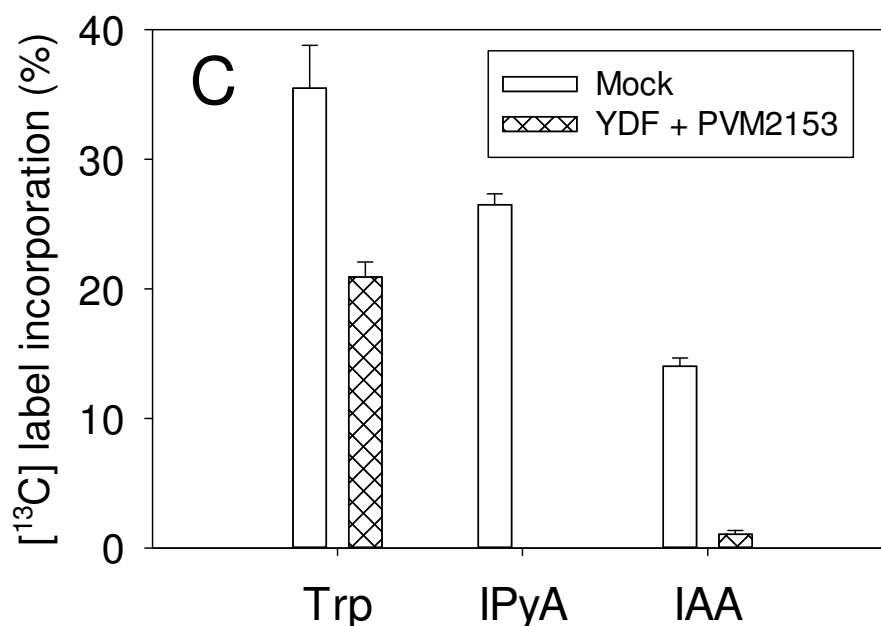 C
Mock
YDF + PVM2153
[¹³C] label incorporation (%)
40
30
20
10
0
Trp
IPyA
IAA